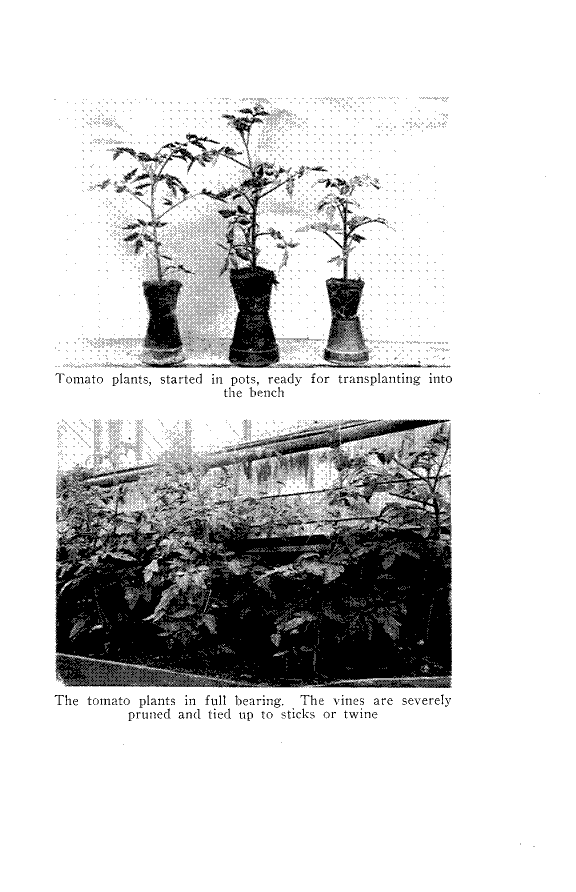 Tomato plants, started in pots, ready for transplanting into
the bench
The tomato plants in full bearing. The vines are severely
pruned and tied up to sticks or twine